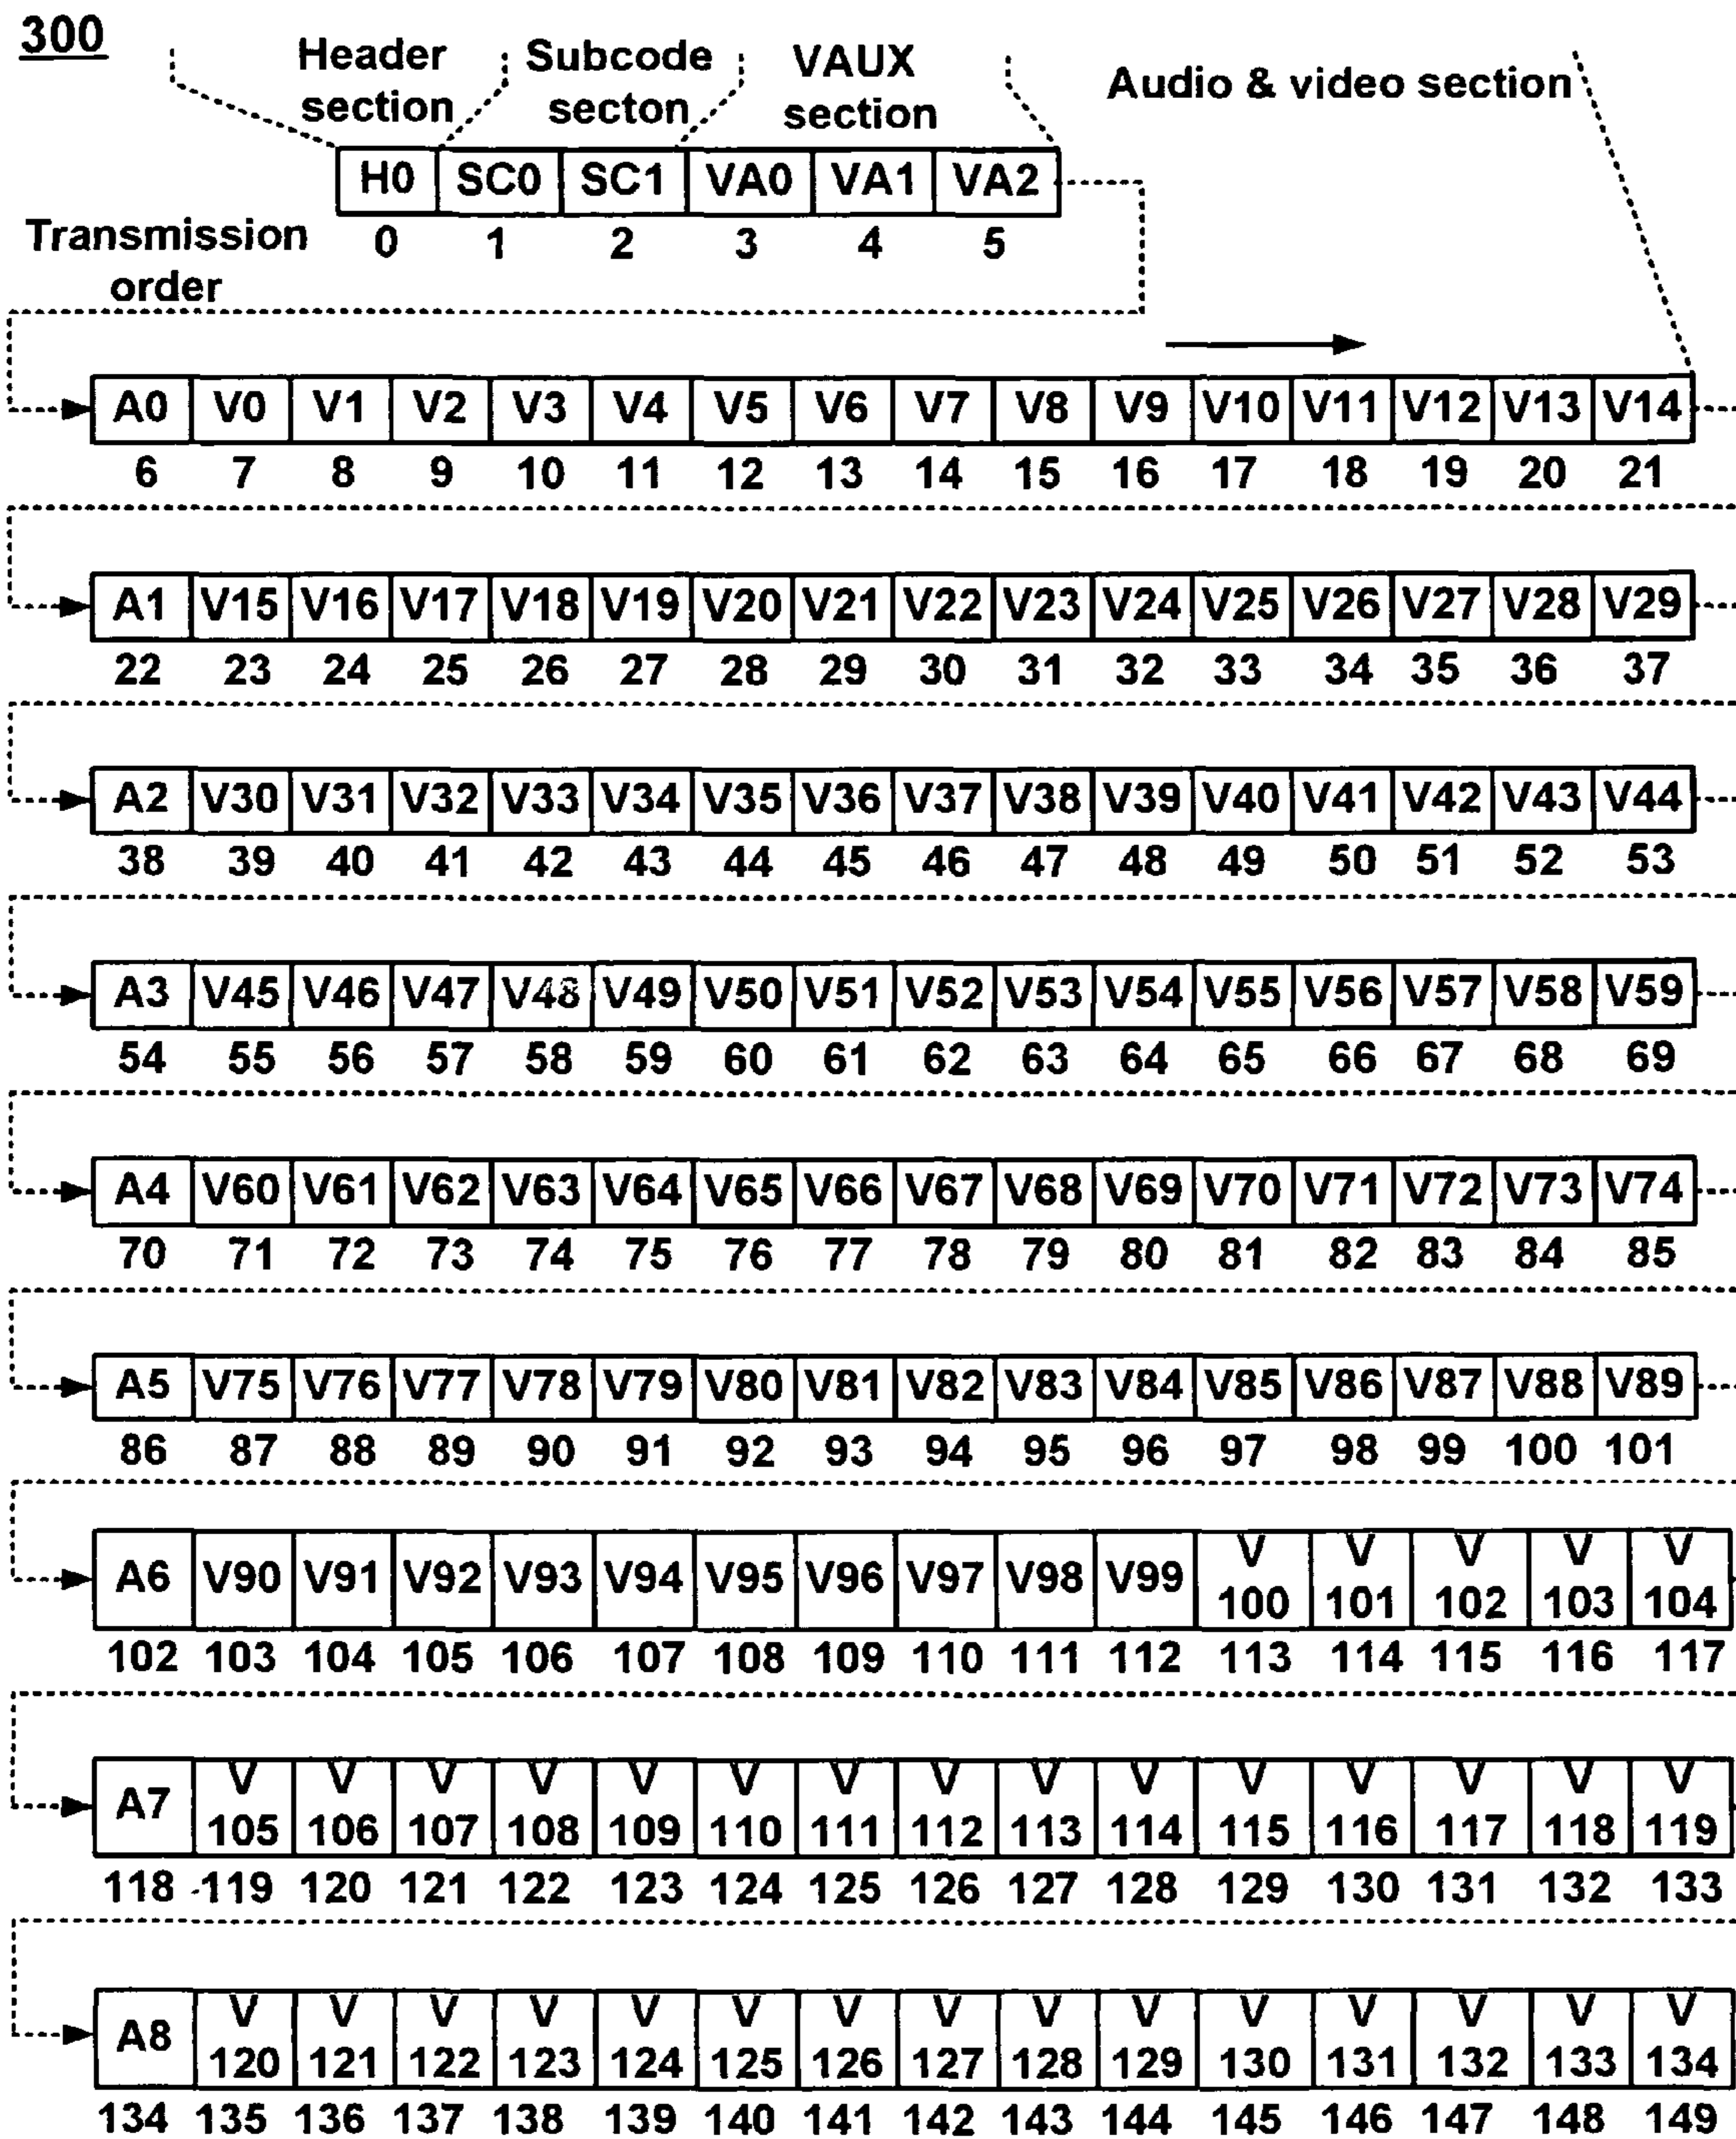 300
Header section
Subcode secton
VAUX section
Audio & video section
H0 SC0 SC1 VA0 VA1 VA2
Transmission order
0 1 2 3 4 5
A0 V0 V1 V2 V3 V4 V5 V6 V7 V8 V9 V10 V11 V12 V13 V14
6 7 8 9 10 11 12 13 14 15 16 17 18 19 20 21
A1 V15 V16 V17 V18 V19 V20 V21 V22 V23 V24 V25 V26 V27 V28 V29
22 23 24 25 26 27 28 29 30 31 32 33 34 35 36 37
A2 V30 V31 V32 V33 V34 V35 V36 V37 V38 V39 V40 V41 V42 V43 V44
38 39 40 41 42 43 44 45 46 47 48 49 50 51 52 53
A3 V45 V46 V47 V48 V49 V50 V51 V52 V53 V54 V55 V56 V57 V58 V59
54 55 56 57 58 59 60 61 62 63 64 65 66 67 68 69
A4 V60 V61 V62 V63 V64 V65 V66 V67 V68 V69 V70 V71 V72 V73 V74
70 71 72 73 74 75 76 77 78 79 80 81 82 83 84 85
A5 V75 V76 V77 V78 V79 V80 V81 V82 V83 V84 V85 V86 V87 V88 V89
86 87 88 89 90 91 92 93 94 95 96 97 98 99 100 101
A6 V90 V91 V92 V93 V94 V95 V96 V97 V98 V99 V 100 V 101 V 102 V 103 V 104
102 103 104 105 106 107 108 109 110 111 112 113 114 115 116 117
A7 V 105 V 106 V 107 V 108 V 109 V 110 V 111 V 112 V 113 V 114 V 115 V 116 V 117 V 118 V 119
118 119 120 121 122 123 124 125 126 127 128 129 130 131 132 133
A8 V 120 V 121 V 122 V 123 V 124 V 125 V 126 V 127 V 128 V 129 V 130 V 131 V 132 V 133 V 134
134 135 136 137 138 139 140 141 142 143 144 145 146 147 148 149